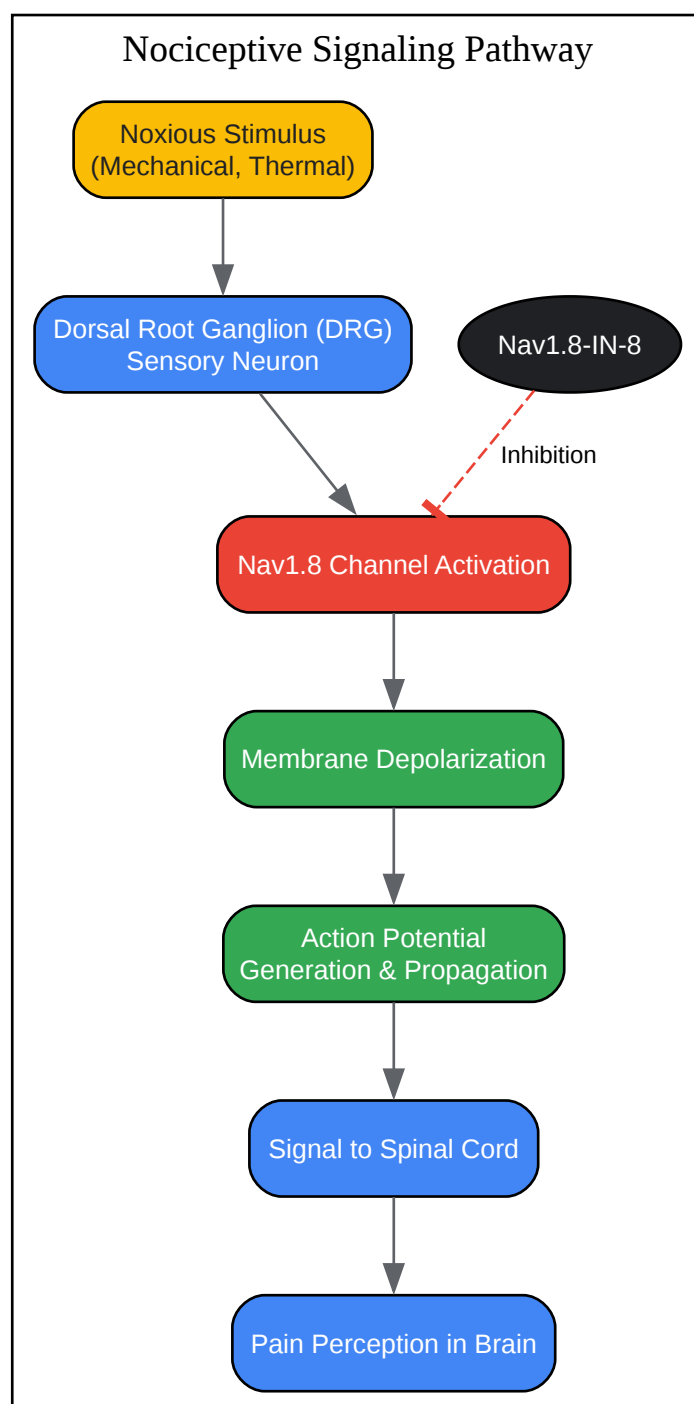 Nociceptive Signaling Pathway
Noxious Stimulus
(Mechanical, Thermal)
Dorsal Root Ganglion (DRG)
Sensory Neuron
Nav1.8-IN-8
Inhibition
Nav1.8 Channel Activation
Membrane Depolarization
Action Potential
Generation & Propagation
Signal to Spinal Cord
Pain Perception in Brain